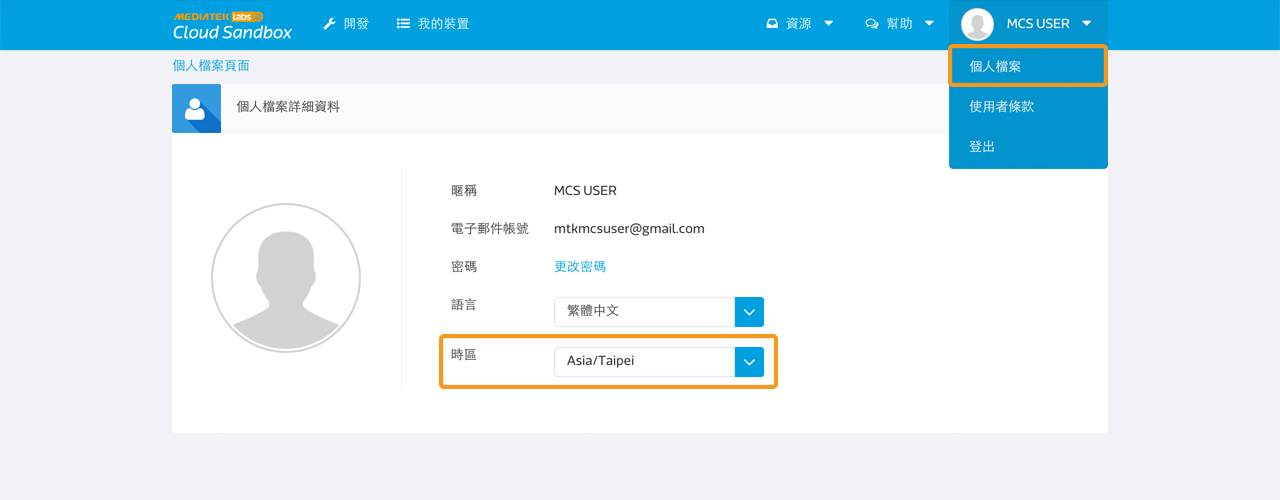 MEDIATEK labs
Cloud Sandbox
開發
我的裝置
資源
幫助
MCS USER
個人檔案
使用者條款
登出
個人檔案頁面
個人檔案詳細資料
暱稱 MCS USER
電子郵件帳號 mtkmcsuser@gmail.com
密碼 更改密碼
語言 繁體中文
時區 Asia/Taipei